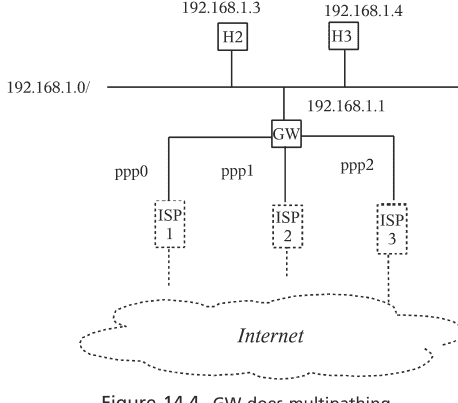 192.168.1.3
192.168.1.4
H2
H3
192.168.1.0/
192.168.1.1
GW
ppp0
ppp1
ppp2
ISP
1
ISP
2
ISP
3
Internet
Figure 14.4 GW does multipathing